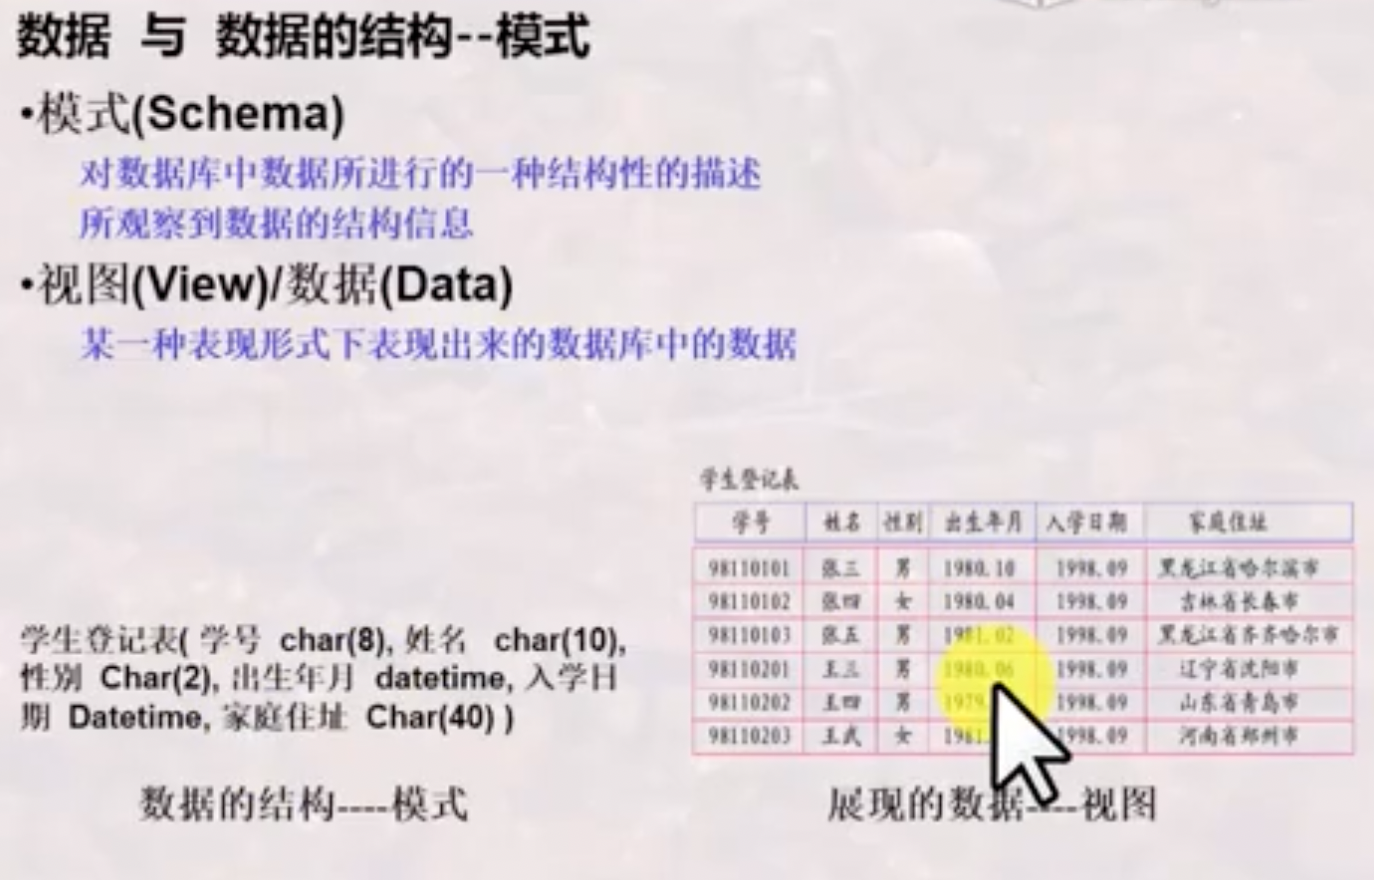 数据 与 数据的结构--模式
•模式(Schema)
对数据库中数据所进行的一种结构性的描述
所观察到数据的结构信息
•视图(View)/数据(Data)
某一种表现形式下表现出来的数据库中的数据
学生登记表
学号 姓名 性别 出生年月 入学日期 家庭住址
98110101 张三 男 1980.10 1998.09 黑龙江省哈尔滨市
98110102 张四 女 1980.04 1998.09 吉林省长春市
98110103 张五 男 1981.02 1998.09 黑龙江省齐齐哈尔市
98110201 王三 男 1980.06 1998.09 辽宁省沈阳市
98110202 王四 男 1979. 1998.09 山东省青岛市
98110203 王武 女 1981. 1998.09 河南省郑州市
学生登记表( 学号 char(8), 姓名 char(10),
性别 Char(2), 出生年月 datetime, 入学日
期 Datetime, 家庭住址 Char(40) )
数据的结构----模式
展现的数据----视图